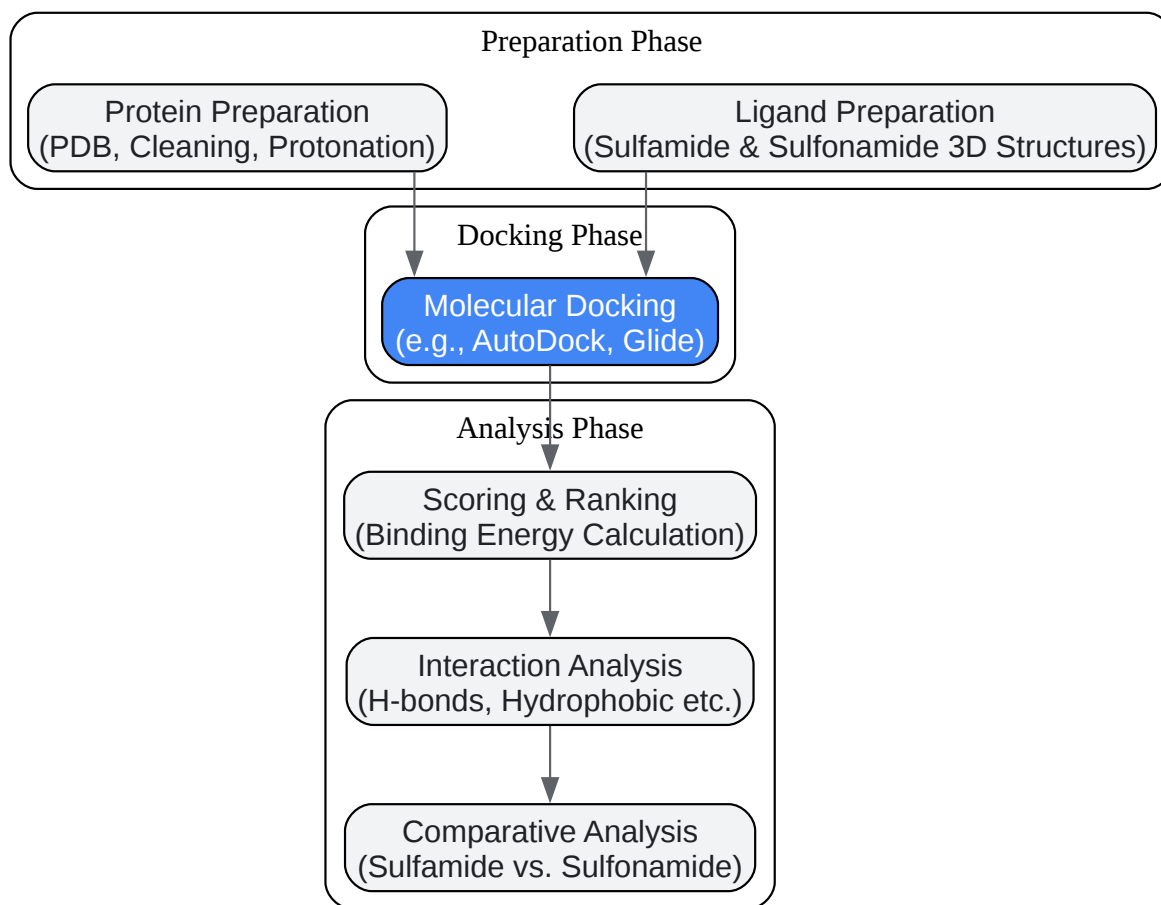 Preparation Phase
Protein Preparation
(PDB, Cleaning, Protonation)
Ligand Preparation
(Sulfamide & Sulfonamide 3D Structures)
Docking Phase
Molecular Docking
(e.g., AutoDock, Glide)
Analysis Phase
Scoring & Ranking
(Binding Energy Calculation)
Interaction Analysis
(H-bonds, Hydrophobic etc.)
Comparative Analysis
(Sulfamide vs. Sulfonamide)